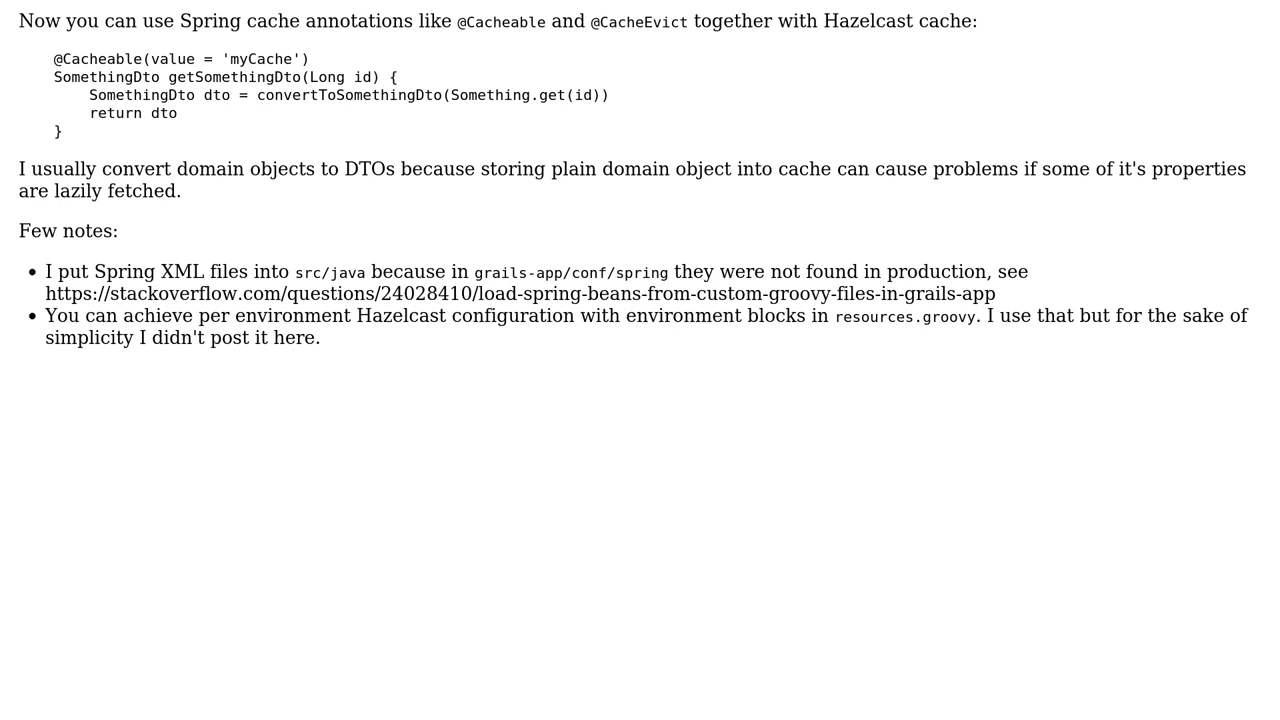 Now you can use Spring cache annotations like @Cacheable and @CacheEvict together with Hazelcast cache:
@Cacheable(value = 'myCache')
SomethingDto getSomethingDto(Long id) {
    SomethingDto dto = convertToSomethingDto(Something.get(id))
    return dto
}
I usually convert domain objects to DTOs because storing plain domain object into cache can cause problems if some of it's properties
are lazily fetched.
Few notes:
• I put Spring XML files into src/java because in grails-app/conf/spring they were not found in production, see
https://stackoverflow.com/questions/24028410/load-spring-beans-from-custom-groovy-files-in-grails-app
• You can achieve per environment Hazelcast configuration with environment blocks in resources.groovy. I use that but for the sake of
simplicity I didn't post it here.